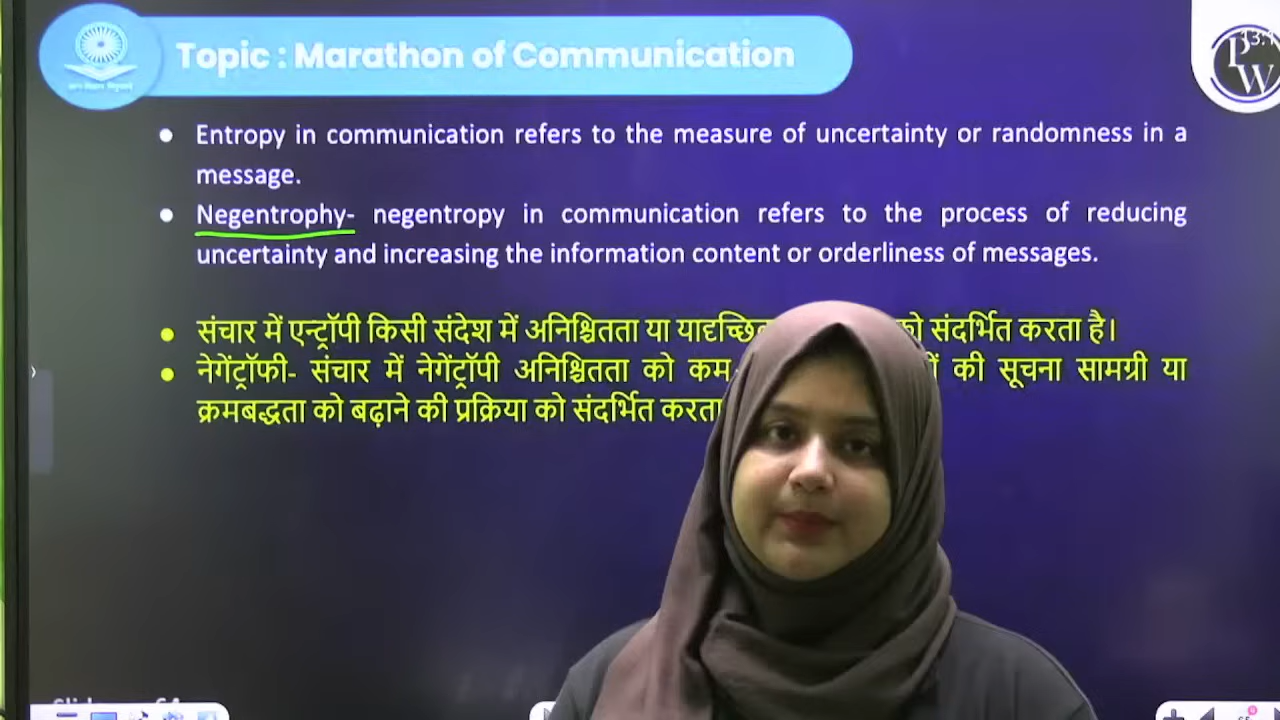 Topic : Marathon of Communication
PW
Entropy in communication refers to the measure of uncertainty or randomness in a
message.
Negentrophy- negentropy in communication refers to the process of reducing
uncertainty and increasing the information content or orderliness of messages.
संचार में एन्ट्रॉपी किसी संदेश में अनिश्चितता या को संदर्भित करता है।
नेगेंट्रॉफी- संचार में नेगेंट्रॉपी अनिश्चितता को कम की सूचना सामग्री या
क्रमबद्धता को बढ़ाने की प्रक्रिया को संदर्भित करता